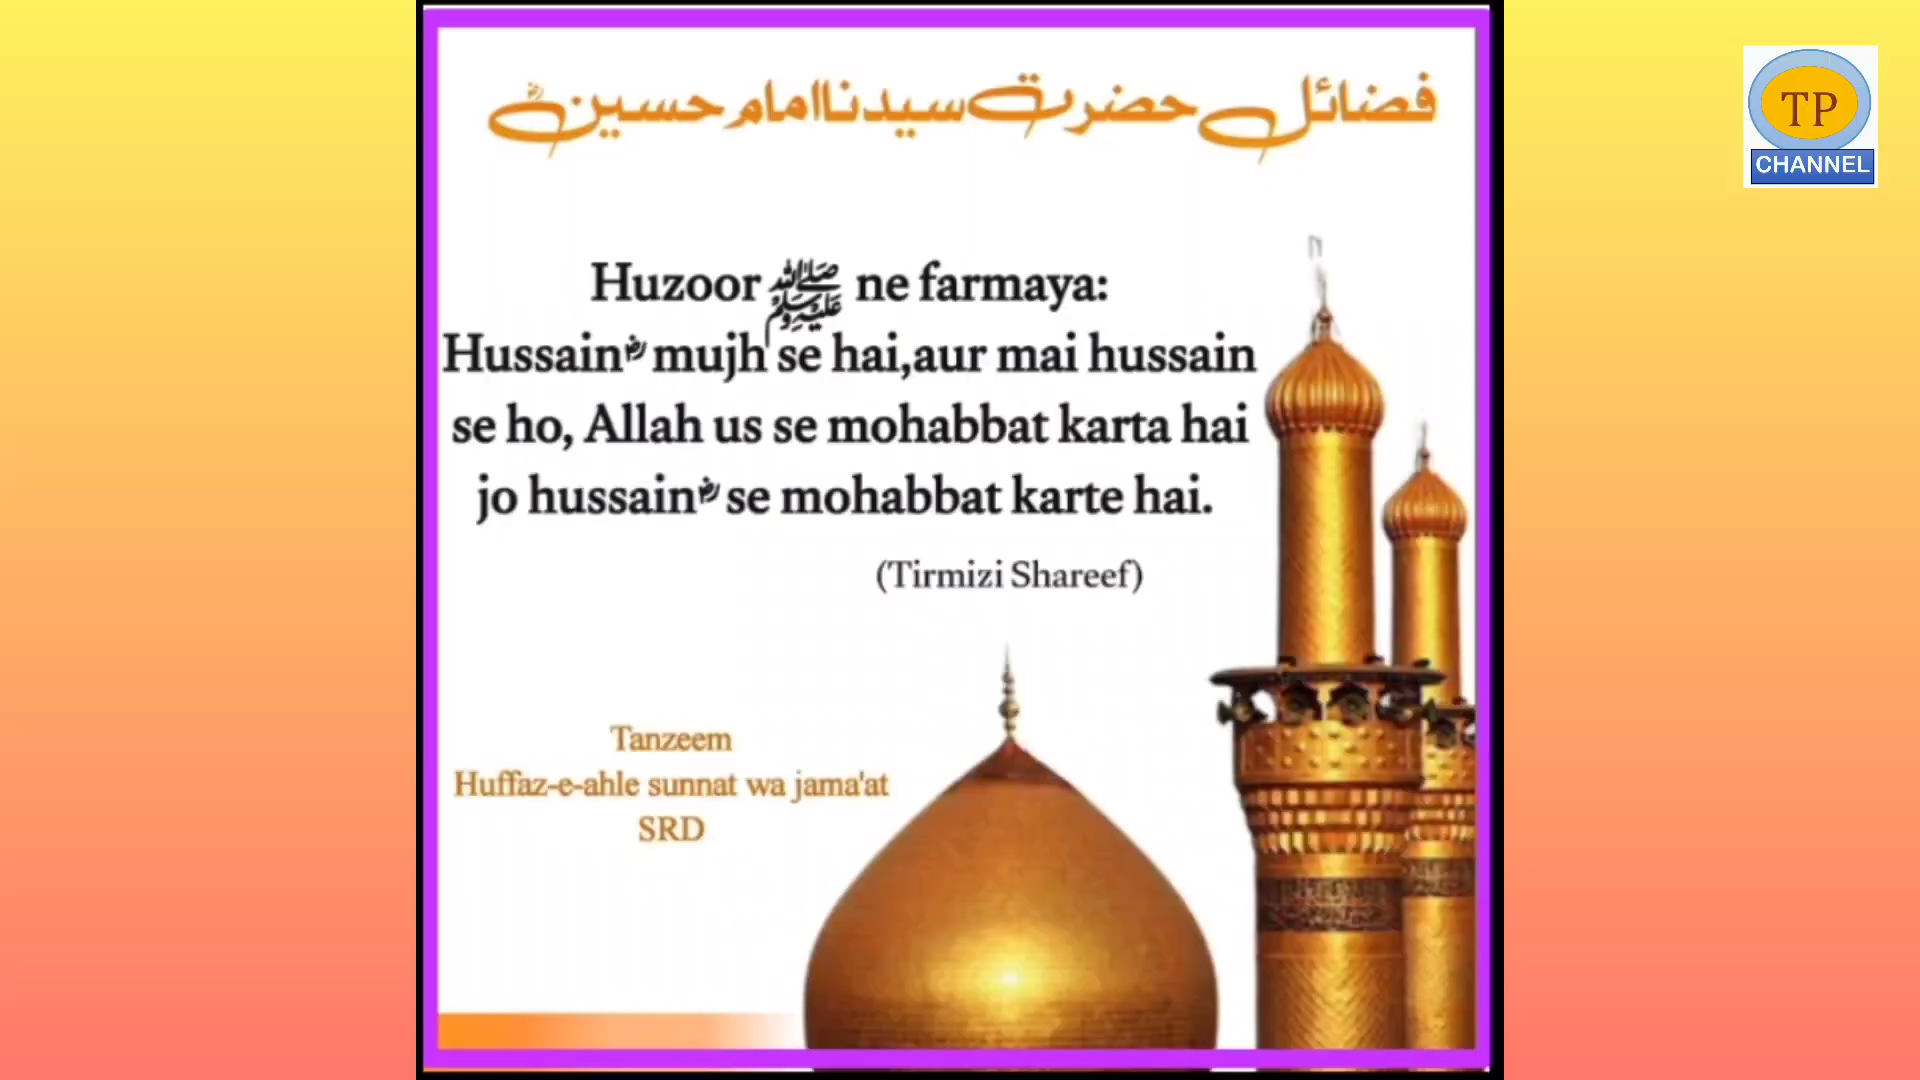 فضائل حضرت سیدنا امام حسینؓ
TP
CHANNEL
Huzoor ﷺ ne farmaya:
Hussainؓ mujh se hai,aur mai hussain
se ho, Allah us se mohabbat karta hai
jo hussainؓ se mohabbat karte hai.
(Tirmizi Shareef)
Tanzeem
Huffaz-e-ahle sunnat wa jama'at
SRD